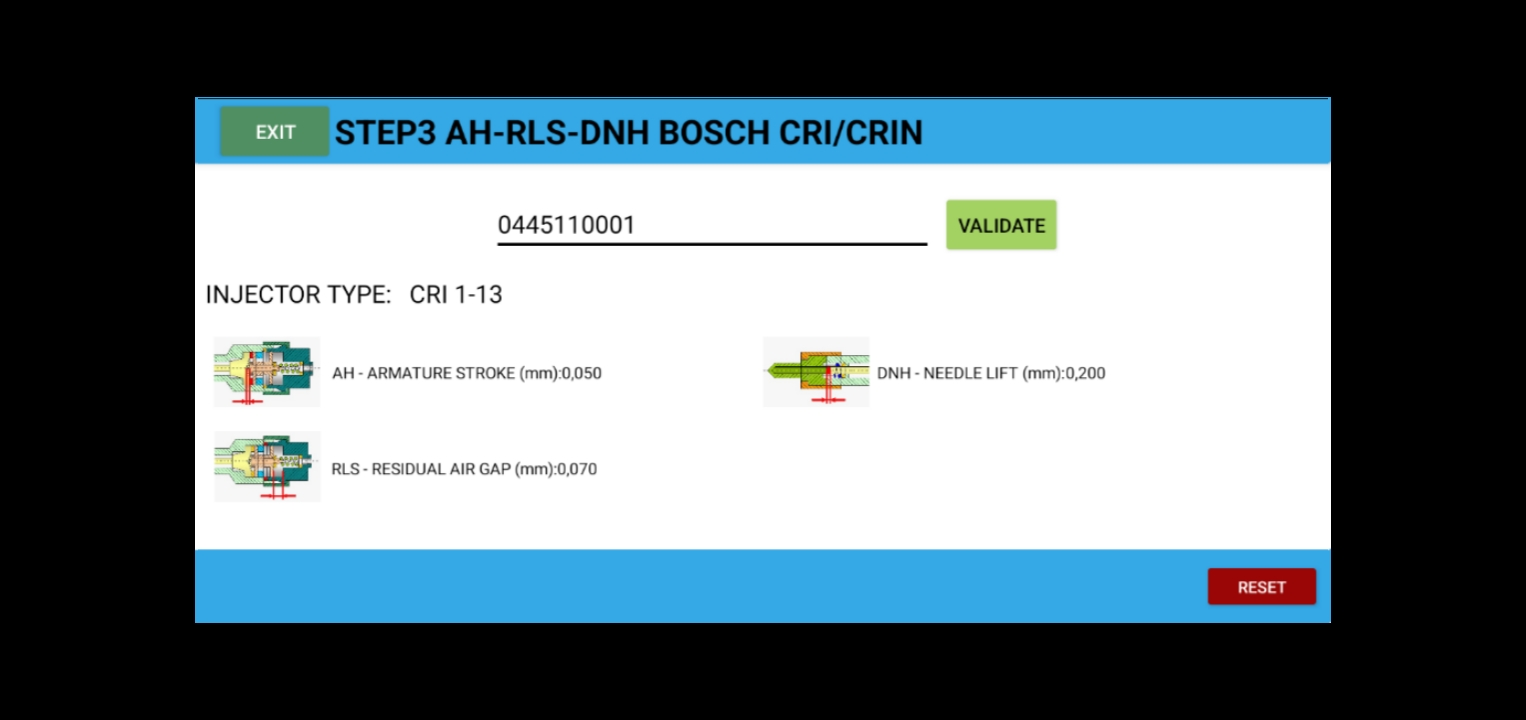 EXIT
STEP3 AH-RLS-DNH BOSCH CRI/CRIN
0445110001
VALIDATE
INJECTOR TYPE: CRI 1-13
AH - ARMATURE STROKE (mm):0,050
DNH - NEEDLE LIFT (mm):0,200
RLS - RESIDUAL AIR GAP (mm):0,070
RESET